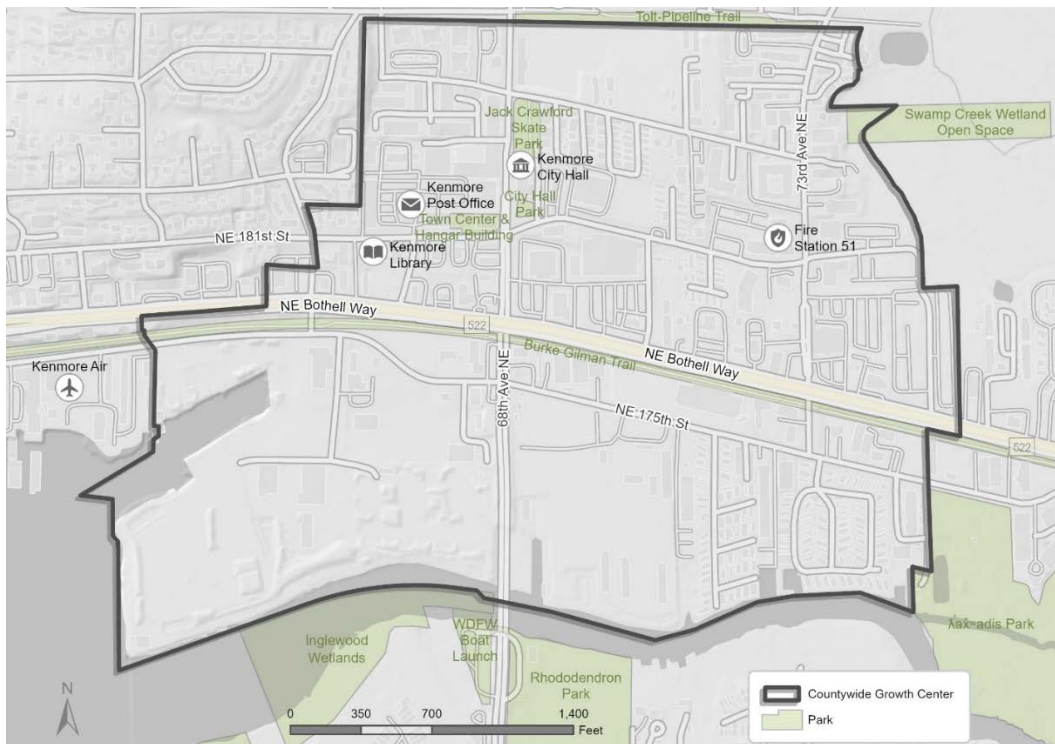 Tolt-Pipeline Trail
Jack Crawford
Skate
Park
Swamp Creek Wetland
Open Space
73rd Ave NE
Kenmore
City Hall
Kenmore
Post Office
City Hall
Park
Town Center &
Hangar Building
NE 181st St
Kenmore
Library
Fire
Station 51
NE Bothell Way
522
Burke Gilman Trail
NE Bothell Way
Kenmore Air
68th Ave NE
NE 175th St
522
ƛ̓ax̌ʷadis Park
Inglewood
Wetlands
WDFW
Boat
Launch
Rhododendron
Park
N
0 350 700 1,400
Feet
Countywide Growth Center
Park